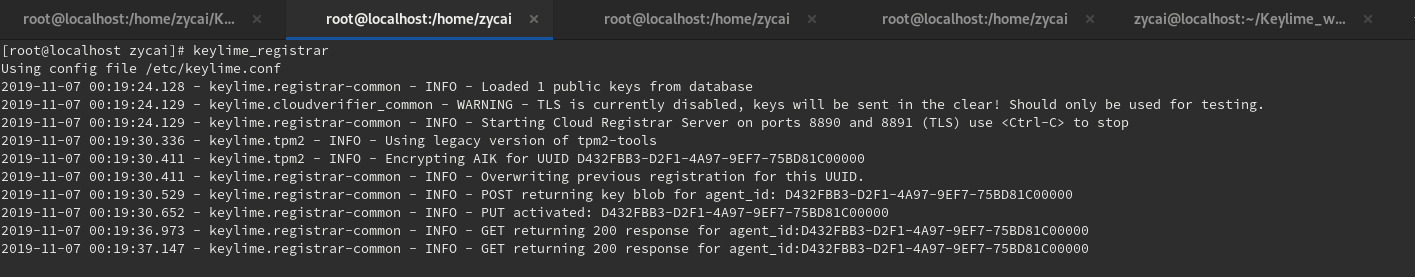 root@localhost:/home/zycai/K... × root@localhost:/home/zycai × root@localhost:/home/zycai × root@localhost:/home/zycai × zycai@localhost:~/Keylime_w... ×
[root@localhost zycai]# keylime_registrar
Using config file /etc/keylime.conf
2019-11-07 00:19:24.128 - keylime.registrar-common - INFO - Loaded 1 public keys from database
2019-11-07 00:19:24.129 - keylime.cloudverifier_common - WARNING - TLS is currently disabled, keys will be sent in the clear! Should only be used for testing.
2019-11-07 00:19:24.129 - keylime.registrar-common - INFO - Starting Cloud Registrar Server on ports 8890 and 8891 (TLS) use <Ctrl-C> to stop
2019-11-07 00:19:30.336 - keylime.tpm2 - INFO - Using legacy version of tpm2-tools
2019-11-07 00:19:30.411 - keylime.tpm2 - INFO - Encrypting AIK for UUID D432FBB3-D2F1-4A97-9EF7-75BD81C00000
2019-11-07 00:19:30.411 - keylime.registrar-common - INFO - Overwriting previous registration for this UUID.
2019-11-07 00:19:30.529 - keylime.registrar-common - INFO - POST returning key blob for agent_id: D432FBB3-D2F1-4A97-9EF7-75BD81C00000
2019-11-07 00:19:30.652 - keylime.registrar-common - INFO - PUT activated: D432FBB3-D2F1-4A97-9EF7-75BD81C00000
2019-11-07 00:19:36.973 - keylime.registrar-common - INFO - GET returning 200 response for agent_id:D432FBB3-D2F1-4A97-9EF7-75BD81C00000
2019-11-07 00:19:37.147 - keylime.registrar-common - INFO - GET returning 200 response for agent_id:D432FBB3-D2F1-4A97-9EF7-75BD81C00000